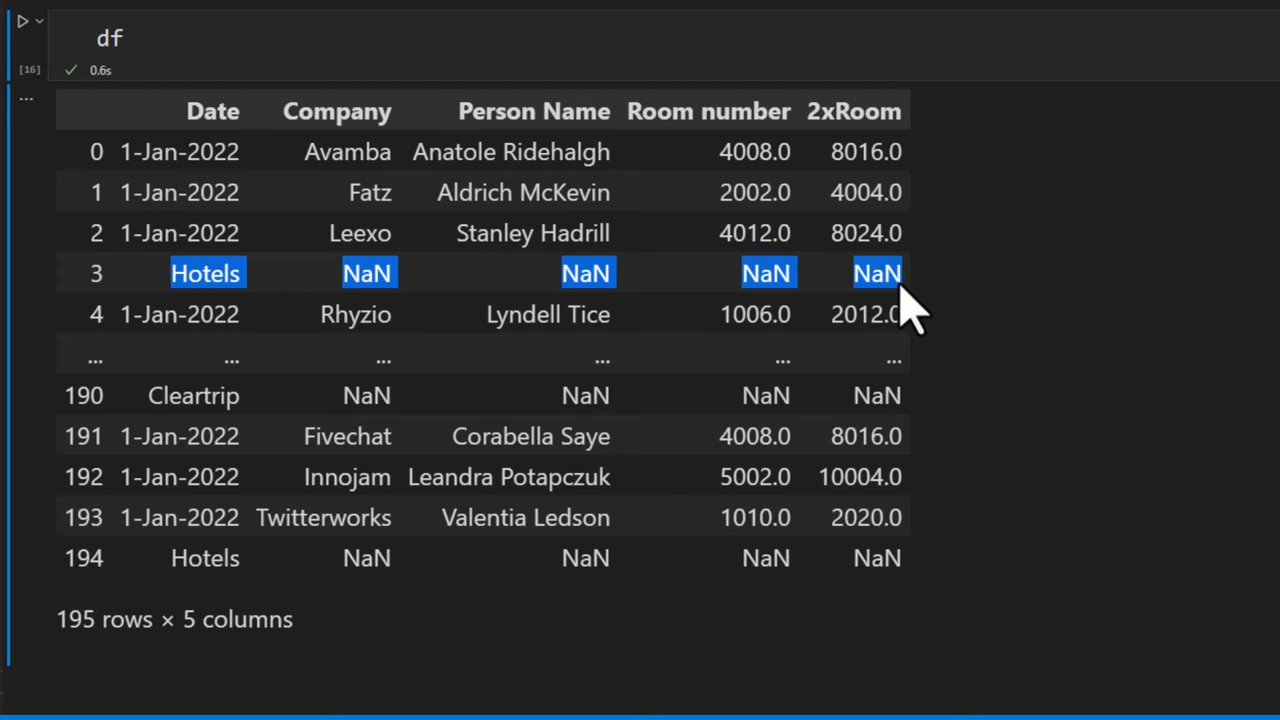 df
[16] 0.6s
...
Date Company Person Name Room number 2xRoom
0 1-Jan-2022 Avamba Anatole Ridehalgh 4008.0 8016.0
1 1-Jan-2022 Fatz Aldrich McKevin 2002.0 4004.0
2 1-Jan-2022 Leexo Stanley Hadrill 4012.0 8024.0
3 Hotels NaN NaN NaN NaN
4 1-Jan-2022 Rhyzio Lyndell Tice 1006.0 2012.0
... ... ... ... ... ...
190 Cleartrip NaN NaN NaN NaN
191 1-Jan-2022 Fivechat Corabella Saye 4008.0 8016.0
192 1-Jan-2022 Innojam Leandra Potapczuk 5002.0 10004.0
193 1-Jan-2022 Twitterworks Valentia Ledson 1010.0 2020.0
194 Hotels NaN NaN NaN NaN
195 rows × 5 columns